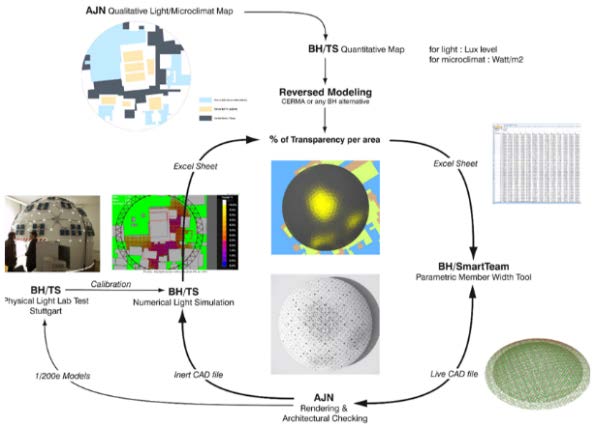 AJN Qualitative Light/Microclimat Map
BH/TS Quantitative Map
for light : Lux level
for microclimat : Watt/m2
Reversed Modeling
CERMA or any BH alternative
% of Transparency per area
Excel Sheet
Excel Sheet
BH/TS
Physical Light Lab Test
Stuttgart
Calibration
BH/TS
Numerical Light Simulation
BH/SmartTeam
Parametric Member Width Tool
1/200e Models
Inert CAD file
Live CAD file
AJN
Rendering &
Architectural Checking